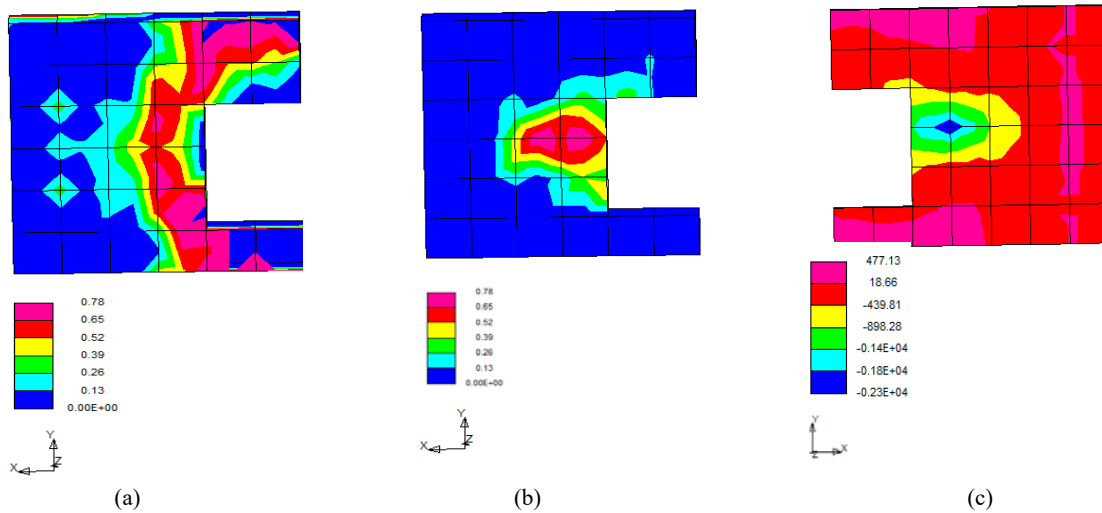 0.78
0.65
0.52
0.39
0.26
0.13
0.00E+00
Y
Z
X
(a)
0.78
0.65
0.52
0.39
0.26
0.13
0.00E+00
Y
Z
X
(b)
477.13
18.66
-439.81
-898.28
-0.14E+04
-0.18E+04
-0.23E+04
Y
Z
X
(c)